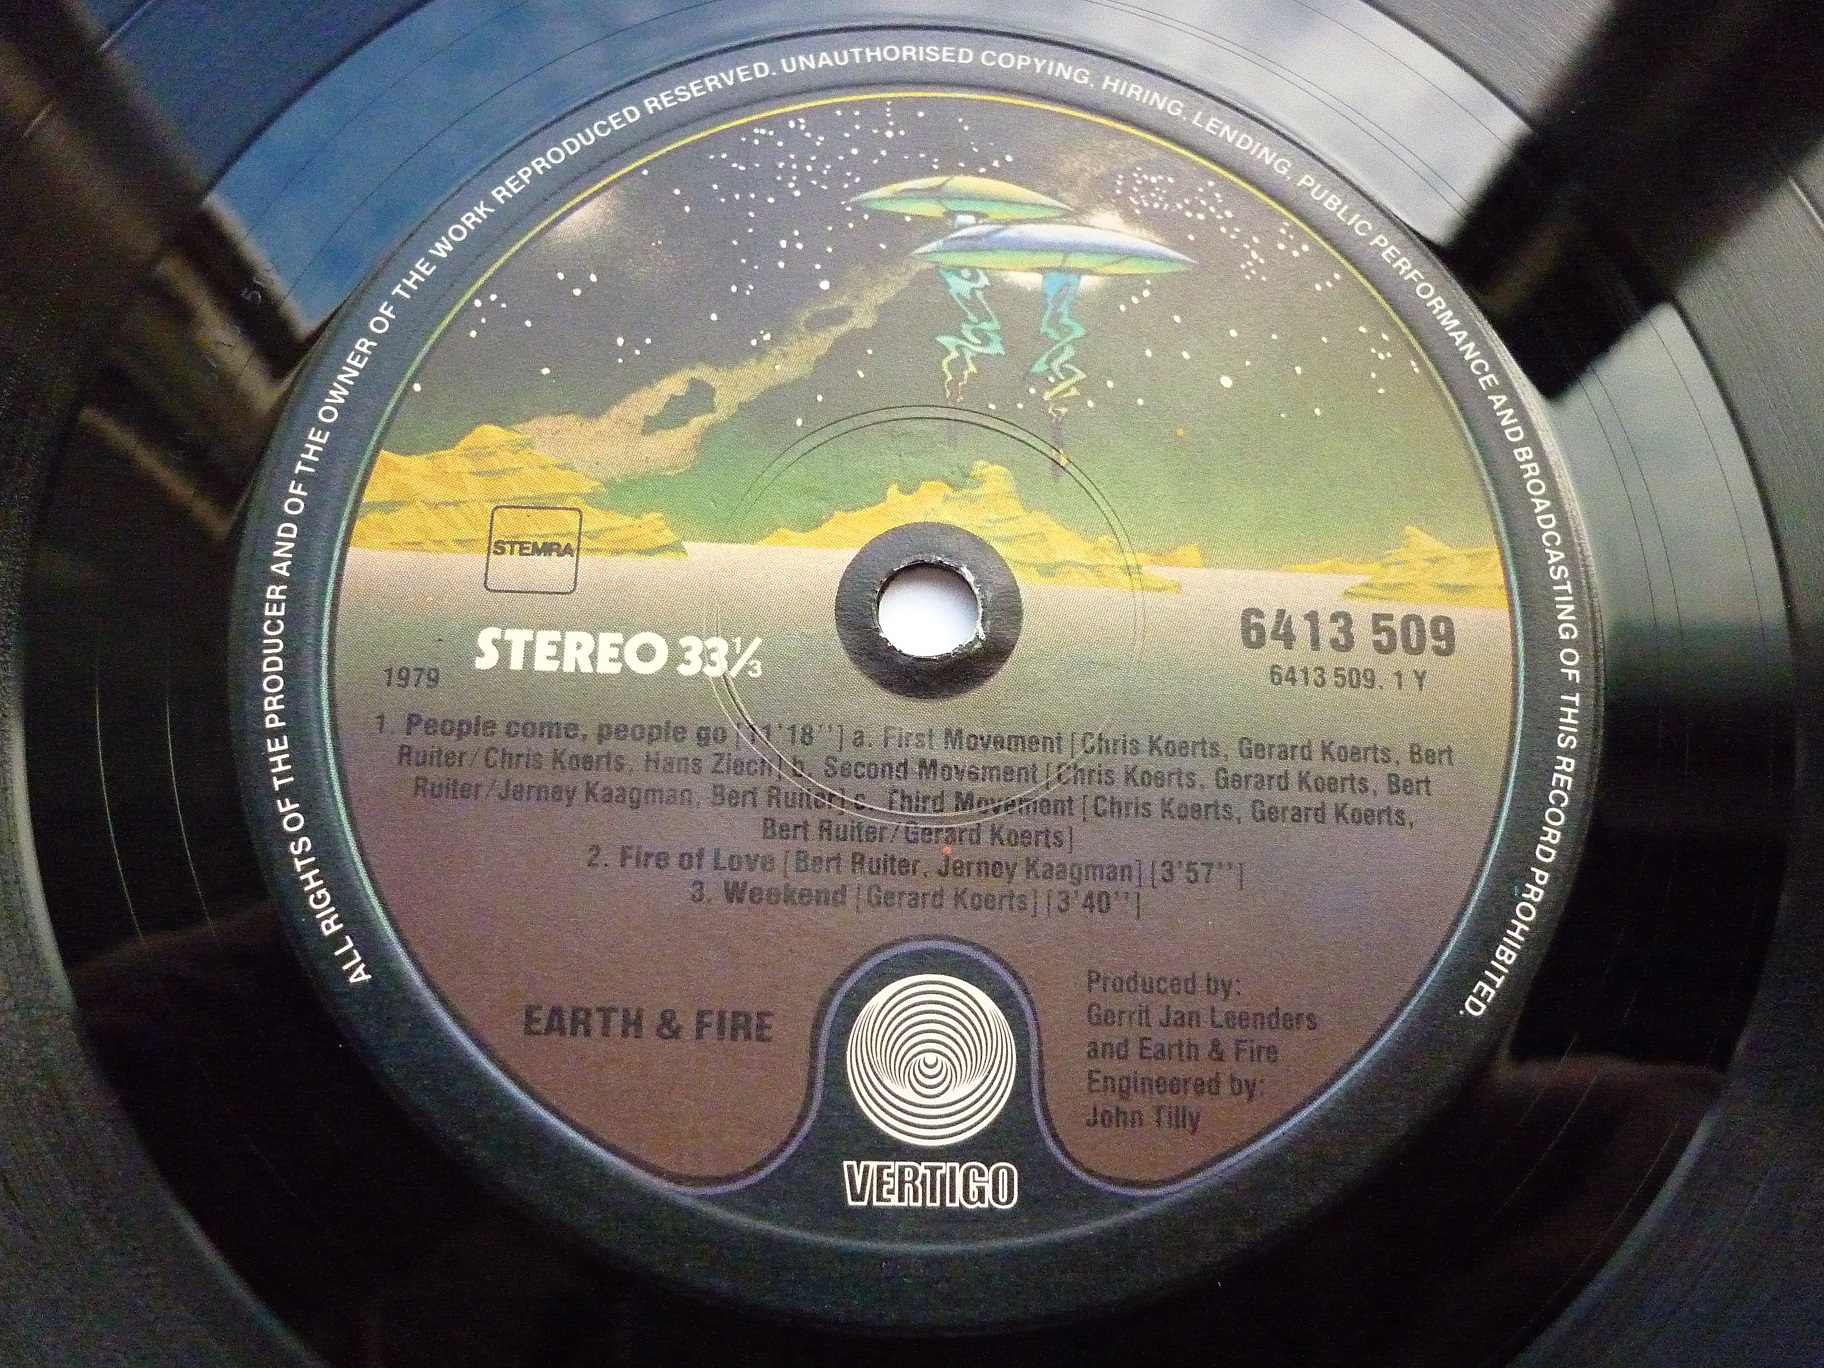 ALL RIGHTS OF THE PRODUCER AND OF THE OWNER OF THE WORK REPRODUCED RESERVED. UNAUTHORISED COPYING. HIRING. LENDING. PUBLIC PERFORMANCE AND BROADCASTING OF THIS RECORD PROHIBITED.
STEMRA
STEREO 33⅓
1979
6413 509
6413 509. 1 Y
1. People come, people go [11'18''] a. First Movement [Chris Koerts, Gerard Koerts, Bert
Ruiter/Chris Koerts, Hans Ziech] b. Second Movement [Chris Koerts, Gerard Koerts, Bert
Ruiter/Jerney Kaagman, Bert Ruiter] c. Third Movement [Chris Koerts, Gerard Koerts,
Bert Ruiter/Gerard Koerts]
2. Fire of Love [Bert Ruiter, Jerney Kaagman] [3'57'']
3. Weekend [Gerard Koerts] [3'40'']
EARTH & FIRE
Produced by:
Gerrit Jan Leenders
and Earth & Fire
Engineered by:
John Tilly
VERTIGO